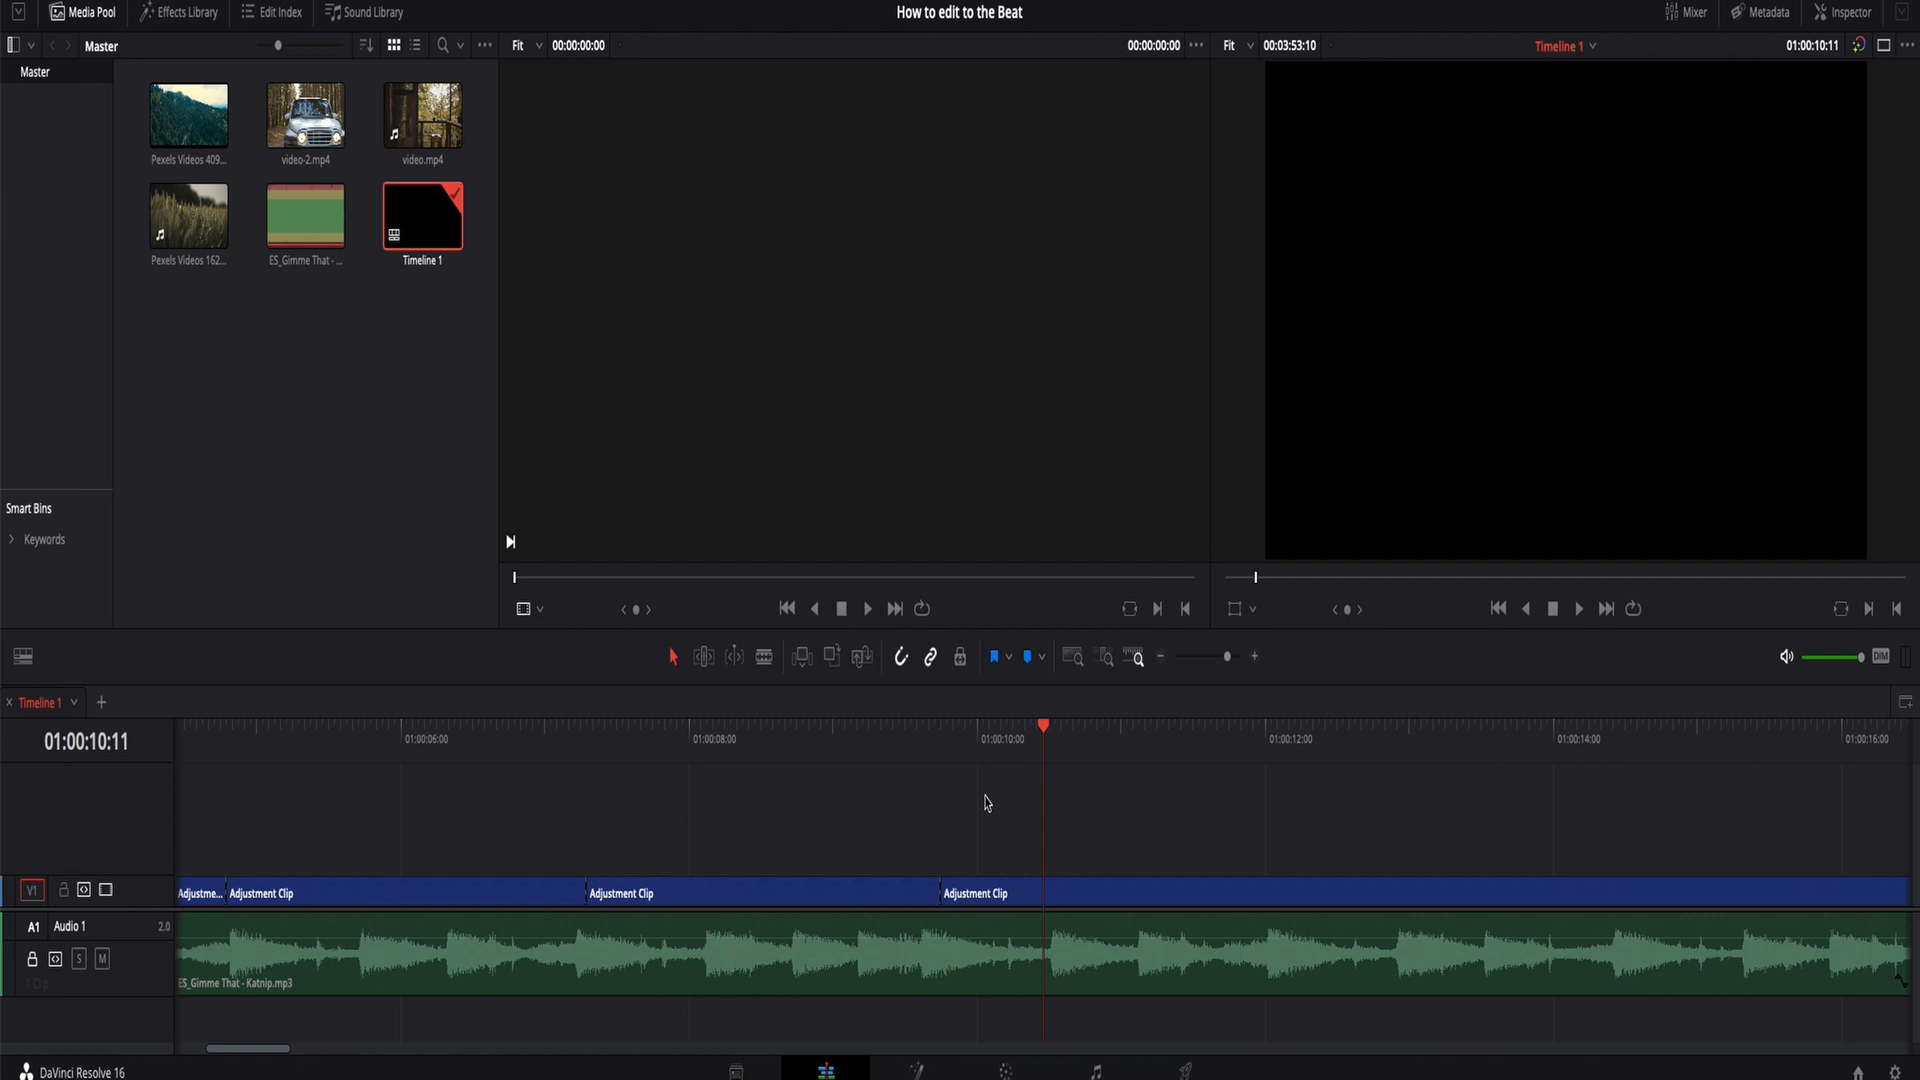 Media Pool
Effects Library
Edit Index
Sound Library
How to edit to the Beat
Mixer
Metadata
Inspector
Master
Fit
00:00:00:00
00:00:00:00
Fit
00:03:53:10
Timeline 1
01:00:10:11
Master
Pexels Videos 409...
video-2.mp4
video.mp4
Pexels Videos 162...
ES_Gimme That - ...
Timeline 1
Smart Bins
Keywords
DIM
Timeline 1
01:00:10:11
01:00:06:00
01:00:08:00
01:00:10:00
01:00:12:00
01:00:14:00
01:00:16:00
V1
Adjustme...
Adjustment Clip
Adjustment Clip
Adjustment Clip
A1
Audio 1
2.0
S
M
1 Clip
ES_Gimme That - Katnip.mp3
DaVinci Resolve 16